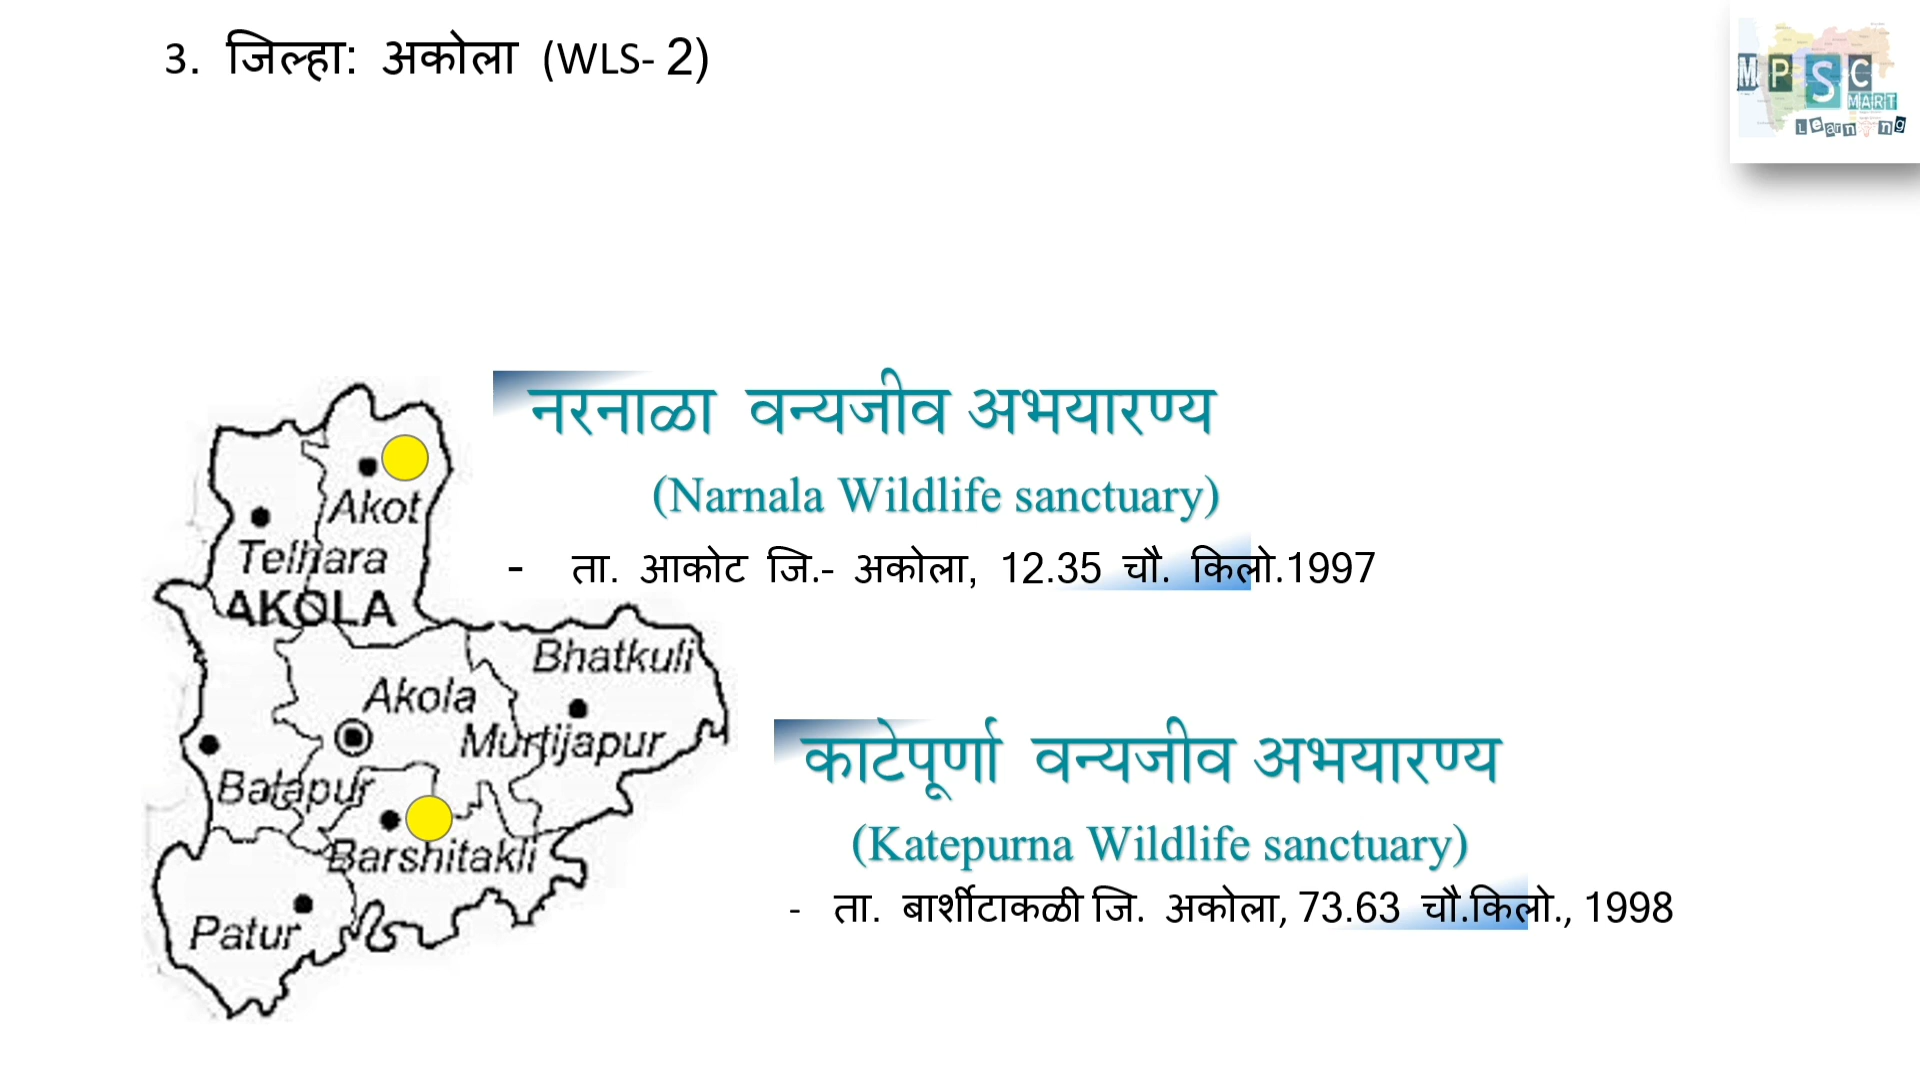 3. जिल्हा: अकोला (WLS- 2)
MPSC
MART
Learning
नरनाळा वन्यजीव अभयारण्य
(Narnala Wildlife sanctuary)
- ता. आकोट जि.- अकोला, 12.35 चौ. किलो.1997
Akot
Telhara
AKOLA
Bhatkuli
Akola
Murtijapur
Balapur
Barshitakli
Patur
काटेपूर्णा वन्यजीव अभयारण्य
(Katepurna Wildlife sanctuary)
- ता. बार्शीटाकळी जि. अकोला, 73.63 चौ.किलो., 1998